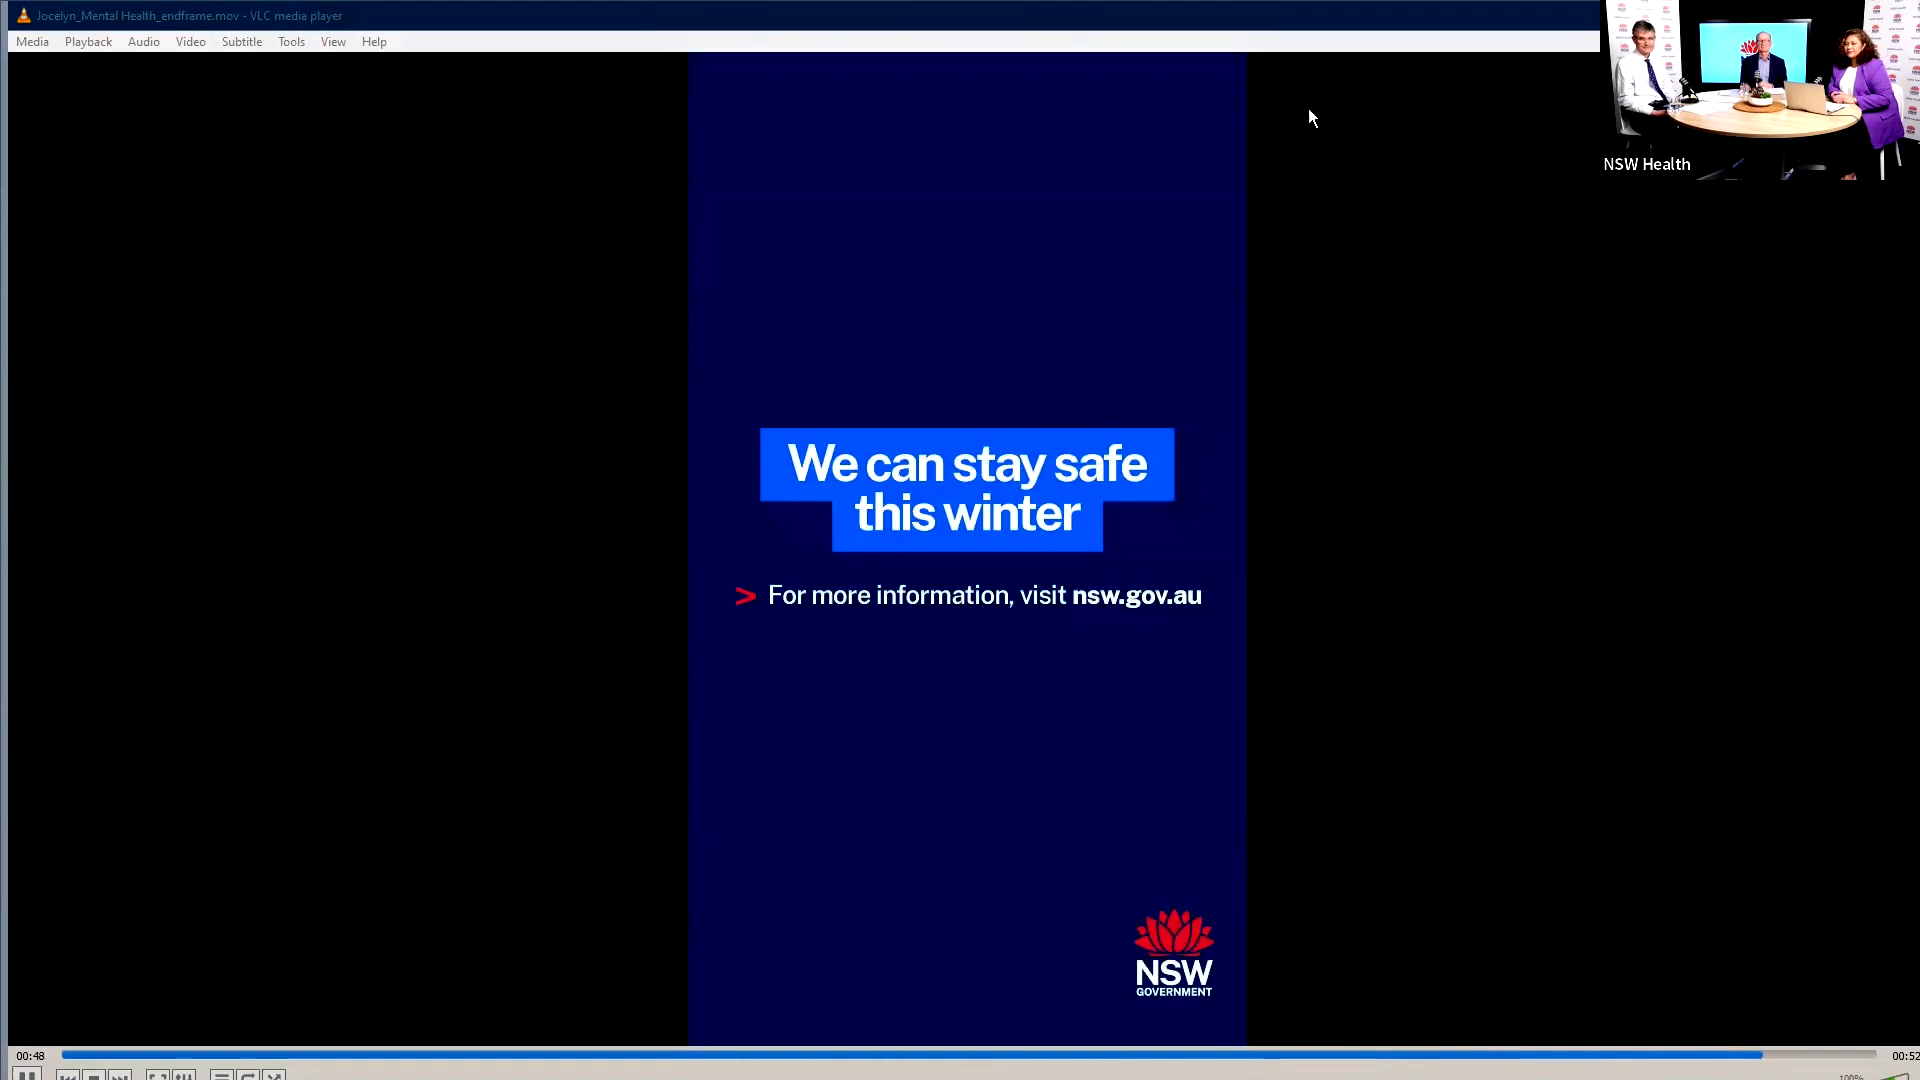 Jocelyn_Mental Health_endframe.mov - VLC media player
Media Playback Audio Video Subtitle Tools View Help
NSW Health
We can stay safe
this winter
> For more information, visit nsw.gov.au
NSW
GOVERNMENT
00:48
00:52
100%